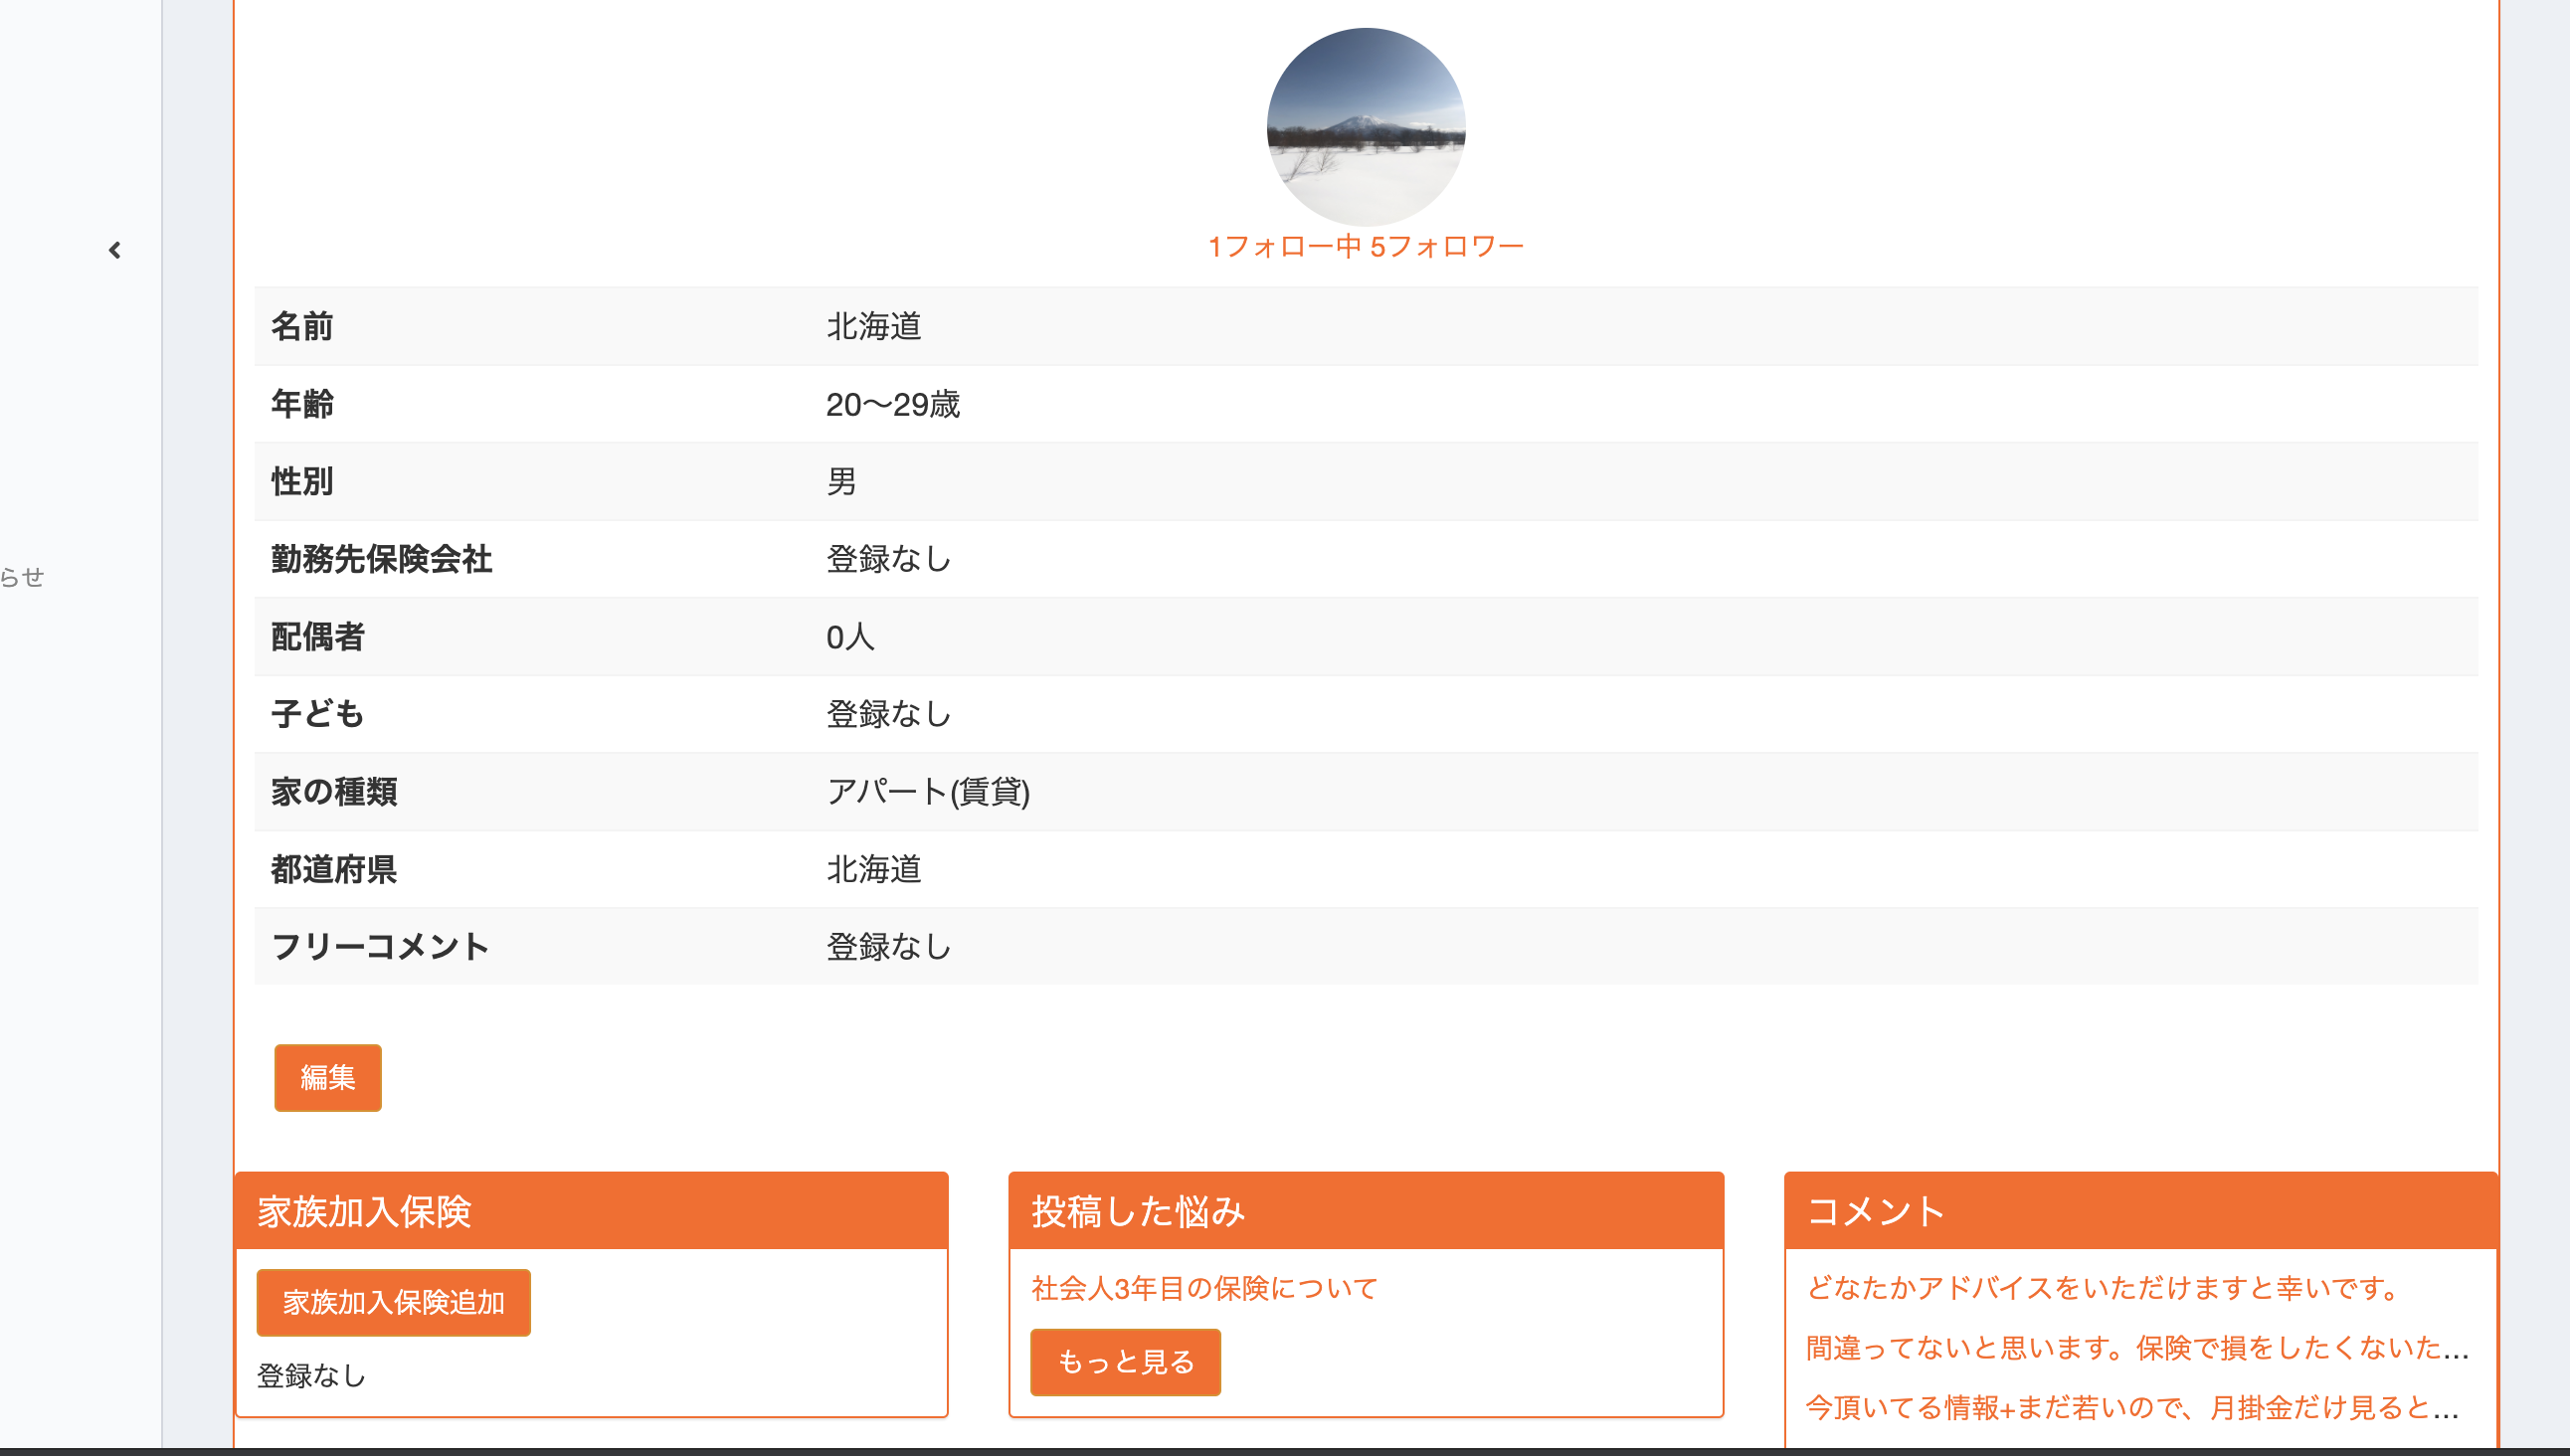 1フォロー中 5フォロワー
名前 北海道
年齢 20〜29歳
性別 男
らせ
勤務先保険会社 登録なし
配偶者 0人
子ども 登録なし
家の種類 アパート(賃貸)
都道府県 北海道
フリーコメント 登録なし
編集
家族加入保険
家族加入保険追加
登録なし
投稿した悩み
社会人3年目の保険について
もっと見る
コメント
どなたかアドバイスをいただけますと幸いです。
間違ってないと思います。保険で損をしたくないた...
今頂いてる情報+まだ若いので、月掛金だけ見ると...